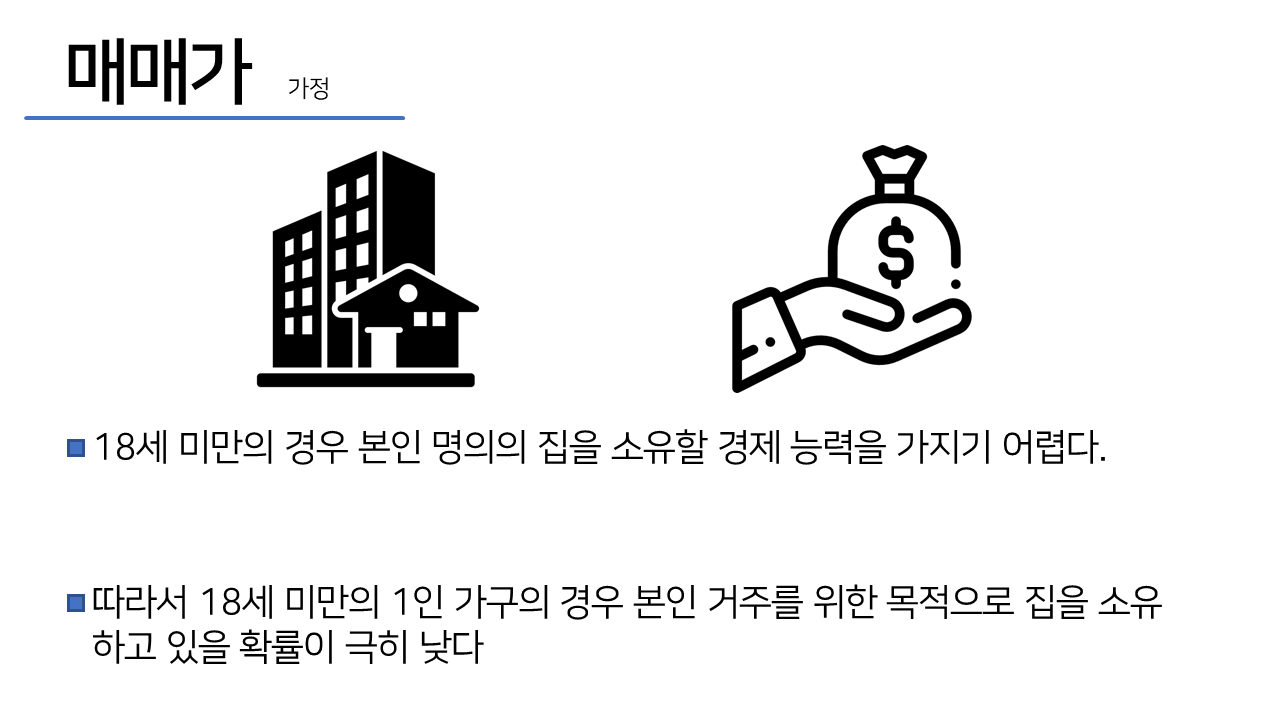 매매가 가정
$
18세 미만의 경우 본인 명의의 집을 소유할 경제 능력을 가지기 어렵다.
따라서 18세 미만의 1인 가구의 경우 본인 거주를 위한 목적으로 집을 소유
하고 있을 확률이 극히 낮다